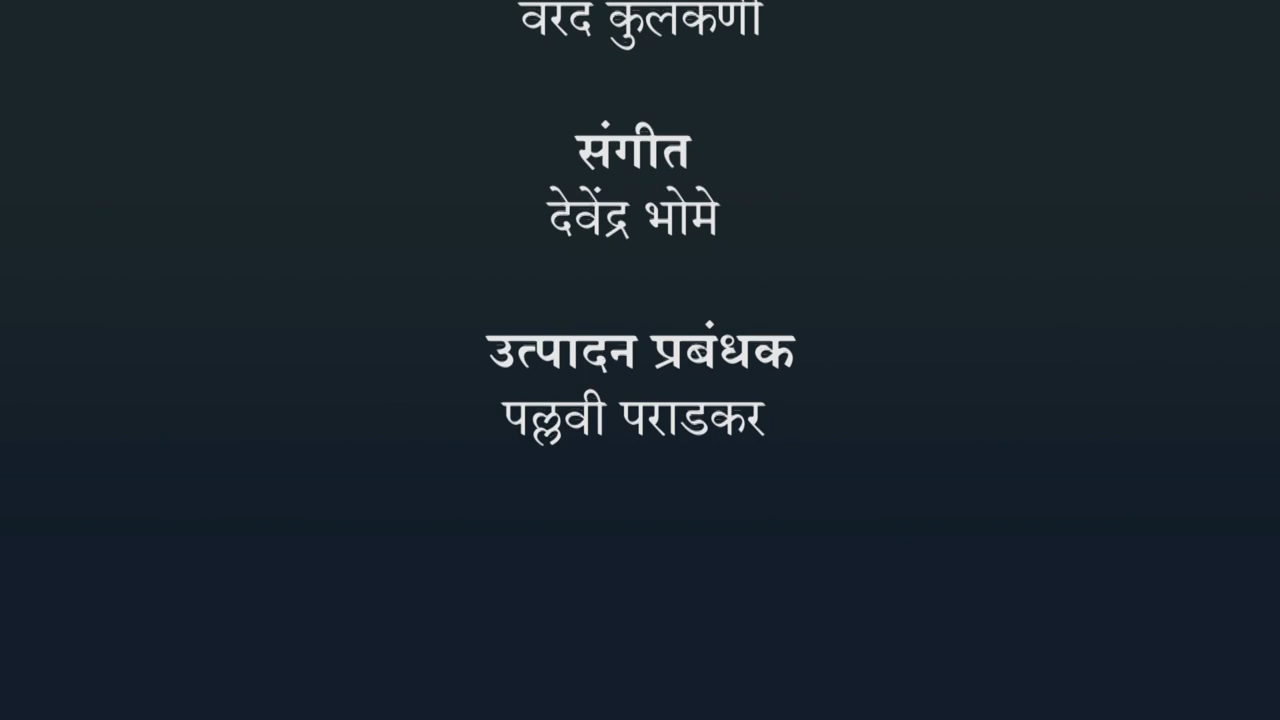 वरद कुलकर्णी
संगीत
देवेंद्र भोमे
उत्पादन प्रबंधक
पल्लवी पराडकर